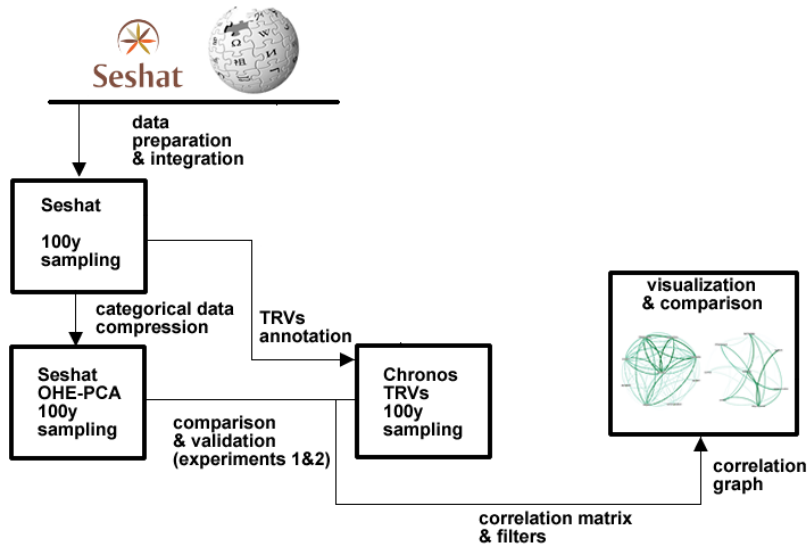 Seshat
data
preparation
& integration
Seshat
100y
sampling
categorical data
compression
TRVs
annotation
visualization
& comparison
Seshat
OHE-PCA
100y
sampling
comparison
& validation
(experiments 1&2)
Chronos
TRVs
100y
sampling
correlation
graph
correlation matrix
& filters